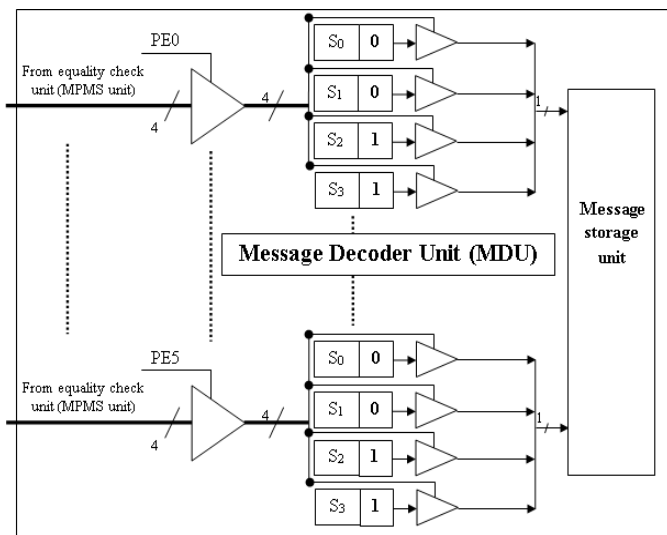 PE0
From equality check
unit (MPMS unit)
4
4
S0 0
S1 0
S2 1
S3 1
1
Message
storage
unit
Message Decoder Unit (MDU)
PE5
From equality check
unit (MPMS unit)
4
4
S0 0
S1 0
S2 1
S3 1
1